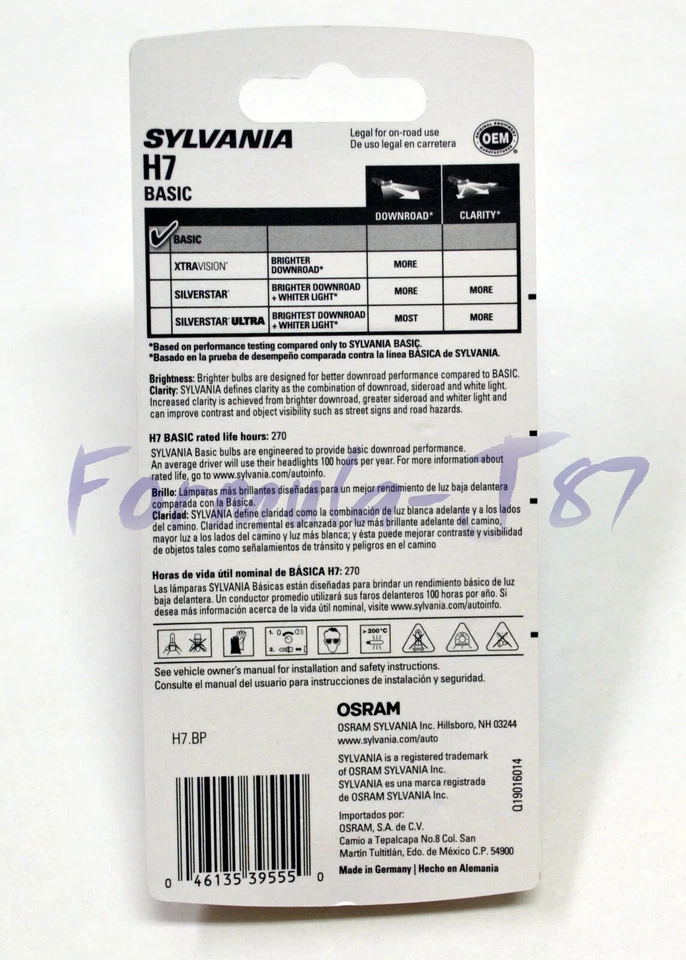 SYLVANIA
H7
BASIC
Legal for on-road use
De uso legal en carretera
ORIGINAL EQUIPMENT
OEM
MANUFACTURER
®
DOWNROAD* CLARITY*
BASIC
XTRAVISION® BRIGHTER DOWNROAD* MORE
SILVERSTAR® BRIGHTER DOWNROAD + WHITER LIGHT* MORE MORE
SILVERSTAR® ULTRA BRIGHTEST DOWNROAD + WHITER LIGHT* MOST MORE
*Based on performance testing compared only to SYLVANIA BASIC.
*Basado en la prueba de desempeño comparada contra la línea BÁSICA de SYLVANIA.
Brightness: Brighter bulbs are designed for better downroad performance compared to BASIC.
Clarity: SYLVANIA defines clarity as the combination of downroad, sideroad and white light.
Increased clarity is achieved from brighter downroad, greater sideroad and whiter light and
can improve contrast and object visibility such as street signs and road hazards.
H7 BASIC rated life hours: 270
SYLVANIA Basic bulbs are engineered to provide basic downroad performance.
An average driver will use their headlights 100 hours per year. For more information about
rated life, go to www.sylvania.com/autoinfo.
Formula-T87
Brillo: Lámparas más brillantes diseñadas para un mejor rendimiento de luz baja delantera
comparada con la Básica.
Claridad: SYLVANIA define claridad como la combinación de luz blanca adelante y a los lados
del camino. Claridad incremental es alcanzada por luz más brillante adelante del camino,
mayor luz a los lados del camino y luz más blanca; y ésta puede mejorar contraste y visibilidad
de objetos tales como señalamientos de tránsito y peligros en el camino
Horas de vida útil nominal de BÁSICA H7: 270
Las lámparas SYLVANIA Básicas están diseñadas para brindar un rendimiento básico de luz
baja delantera. Un conductor promedio utilizará sus faros delanteros 100 horas por año. Si
desea más información acerca de la vida útil nominal, visite www.sylvania.com/autoinfo.
1.
2.
>200°C
See vehicle owner's manual for installation and safety instructions.
Consulte el manual del usuario para instrucciones de instalación y seguridad.
H7.BP
OSRAM
OSRAM SYLVANIA Inc. Hillsboro, NH 03244
www.sylvania.com/auto
SYLVANIA is a registered trademark
of OSRAM SYLVANIA Inc.
SYLVANIA es una marca registrada
de OSRAM SYLVANIA Inc.
Importados por:
OSRAM, S.A. de C.V.
Camio a Tepalcapa No.8 Col. San
Martín Tultitlán, Edo. de México C.P. 54900
Made in Germany | Hecho en Alemania
Q19016014
0 46135 39555 0